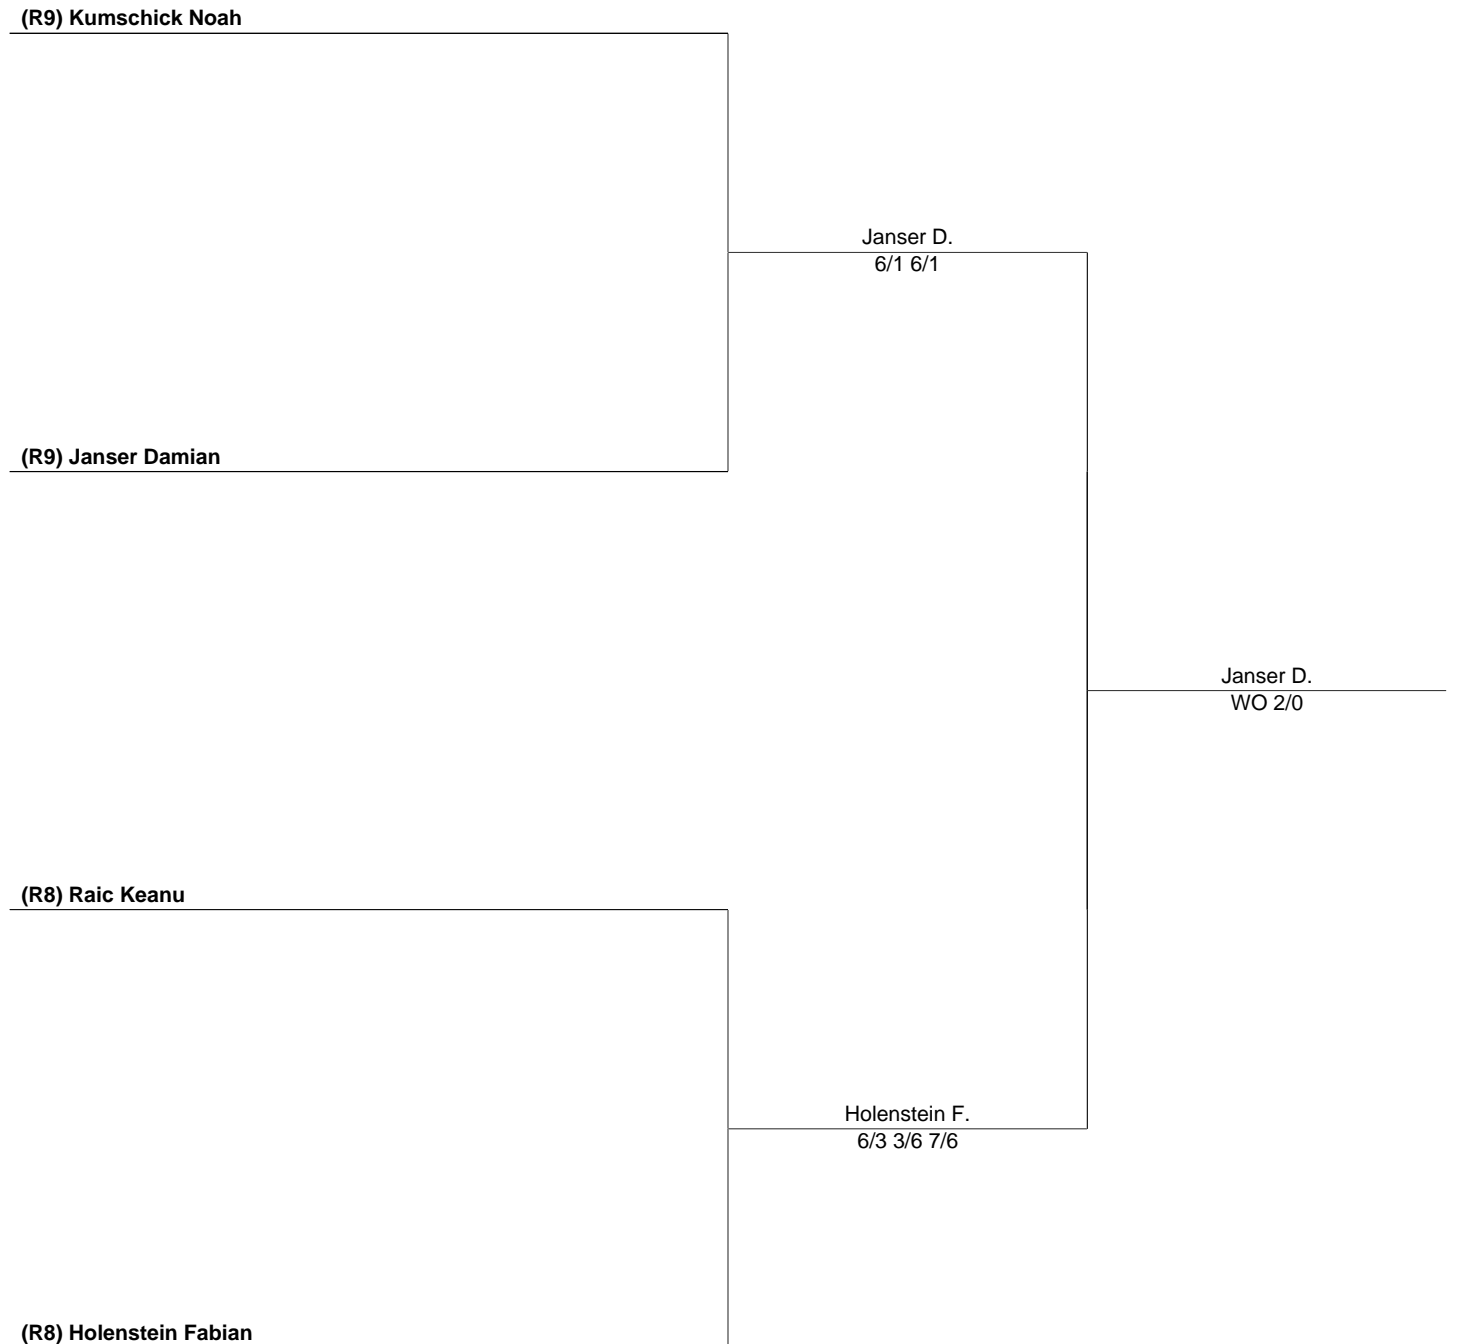 (R9) Kumschick Noah
Janser D.
6/1 6/1
(R9) Janser Damian
Janser D.
WO 2/0
(R8) Raic Keanu
Holenstein F.
6/3 3/6 7/6
(R8) Holenstein Fabian